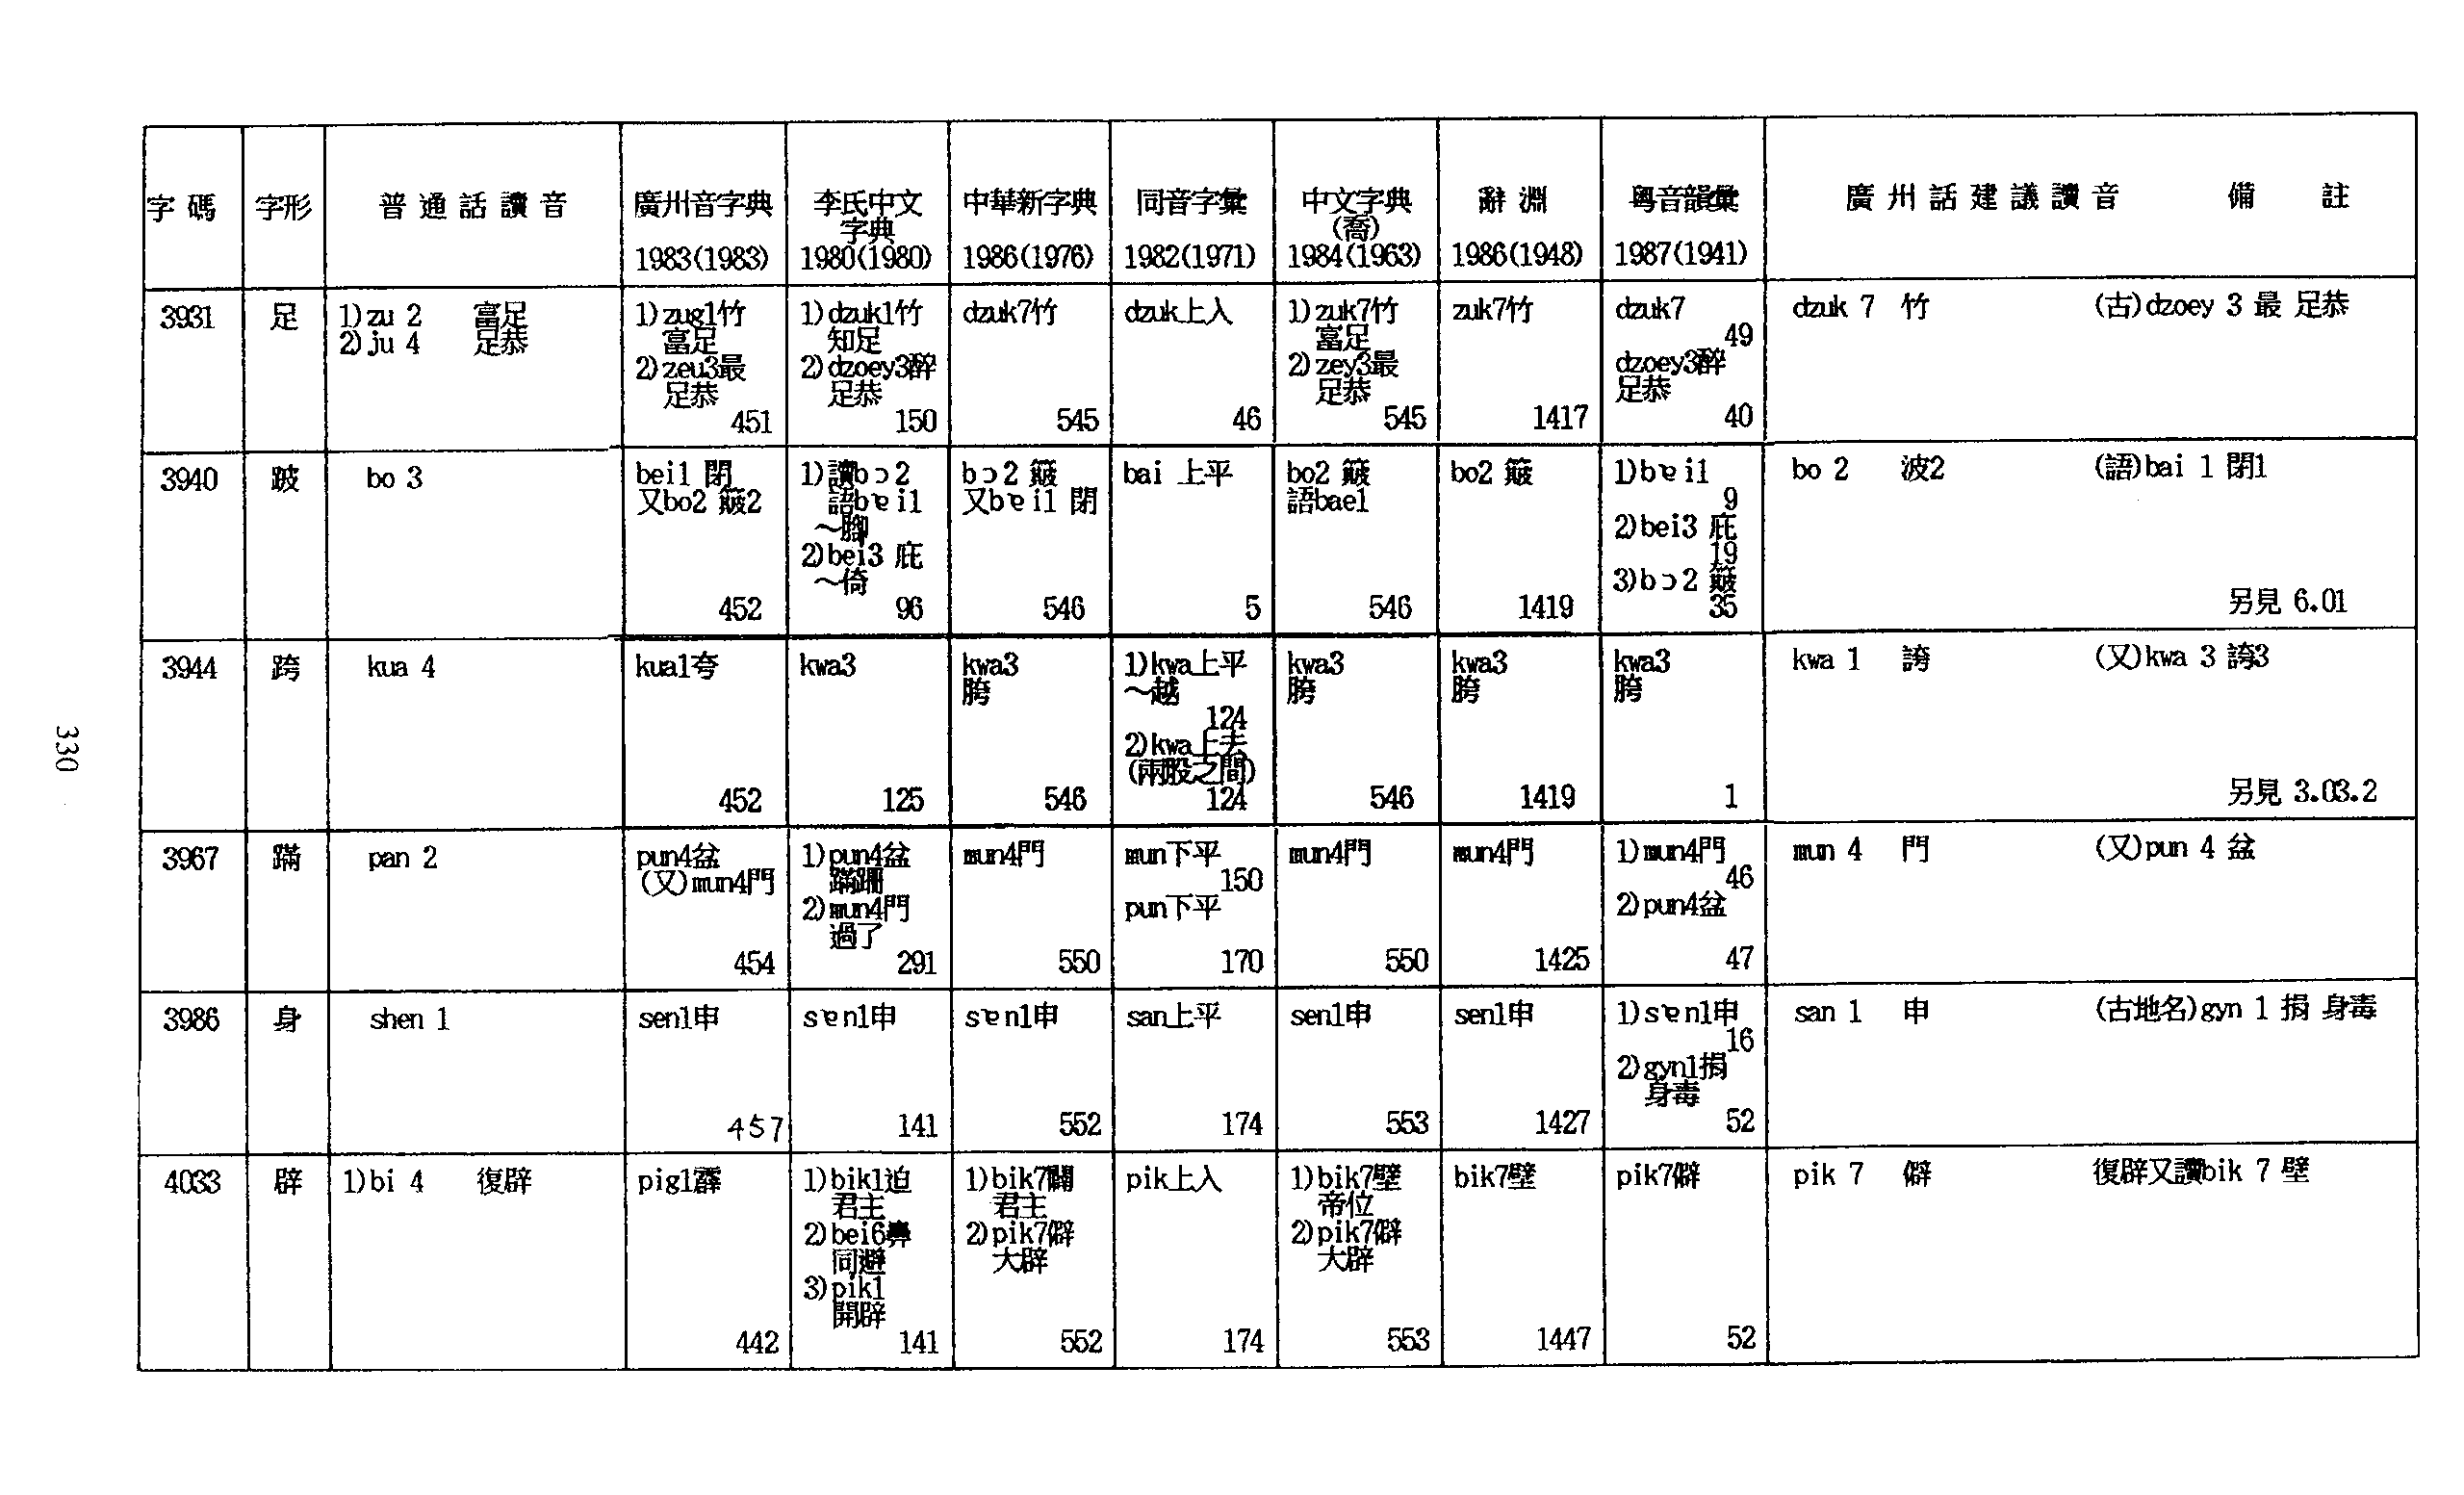 字碼 字形 普通話讀音 廣州音字典 1983(1983) 李氏中文字典 1980(1980) 中華新字典 1986(1976) 同音字彙 1982(1971) 中文字典(喬) 1984(1963) 辭淵 1986(1948) 粵音韻彙 1987(1941) 廣州話建議讀音 備註
3931 足
1)zu 2 富足
2)ju 4 足恭
1)zug1竹
富足
2)zeu3最
足恭
451
1)dzuk1竹
知足
2)dzoey3醉
足恭
150
dzuk7竹
545
dzuk上入
46
1)zuk7竹
富足
2)zey3最
足恭
545
zuk7竹
1417
dzuk7
49
dzoey3醉
足恭
40
dzuk 7 竹 (古)dzoey 3 最 足恭
3940 跛 bo 3
bei1 閉
又bo2 簸2
452
1)讀bɔ2
語bɐi1
～腳
2)bei3 庇
～倚
96
bɔ2 簸
又bɐi1 閉
546
bai 上平
5
bo2 簸
語bae1
546
bo2 簸
1419
1)bɐi1
9
2)bei3 庇
19
3)bɔ2 簸
35
bo 2 波2 (語)bai 1 閉1
另見 6.01
3944 跨 kua 4
kua1夸
452
kwa3
125
kwa3
胯
546
1)kwa上平
～越
124
2)kwa上去
(兩股之間)
124
kwa3
胯
546
kwa3
胯
1419
kwa3
胯
1
kwa 1 誇 (又)kwa 3 誇3
另見 3.03.2
3967 蹣 pan 2
pun4盆
(又)mun4門
454
1)pun4盆
蹣跚
2)mun4門
過了
291
mun4門
550
mun下平
150
pun下平
170
mun4門
550
mun4門
1425
1)mun4門
46
2)pun4盆
47
mun 4 門 (又)pun 4 盆
3986 身 shen 1
sen1申
457
sɐn1申
141
sɐn1申
552
san上平
174
sen1申
553
sen1申
1427
1)sɐn1申
16
2)gyn1捐
身毒
52
san 1 申 (古地名)gyn 1 捐 身毒
4033 辟 1)bi 4 復辟
pig1霹
442
1)bik1迫
君主
2)bei6鼻
同避
3)pik1
開辟
141
1)bik7闢
君主
2)pik7僻
大辟
552
pik上入
174
1)bik7壁
帝位
2)pik7僻
大辟
553
bik7壁
1447
pik7僻
52
pik 7 僻 復辟又讀bik 7 壁
330